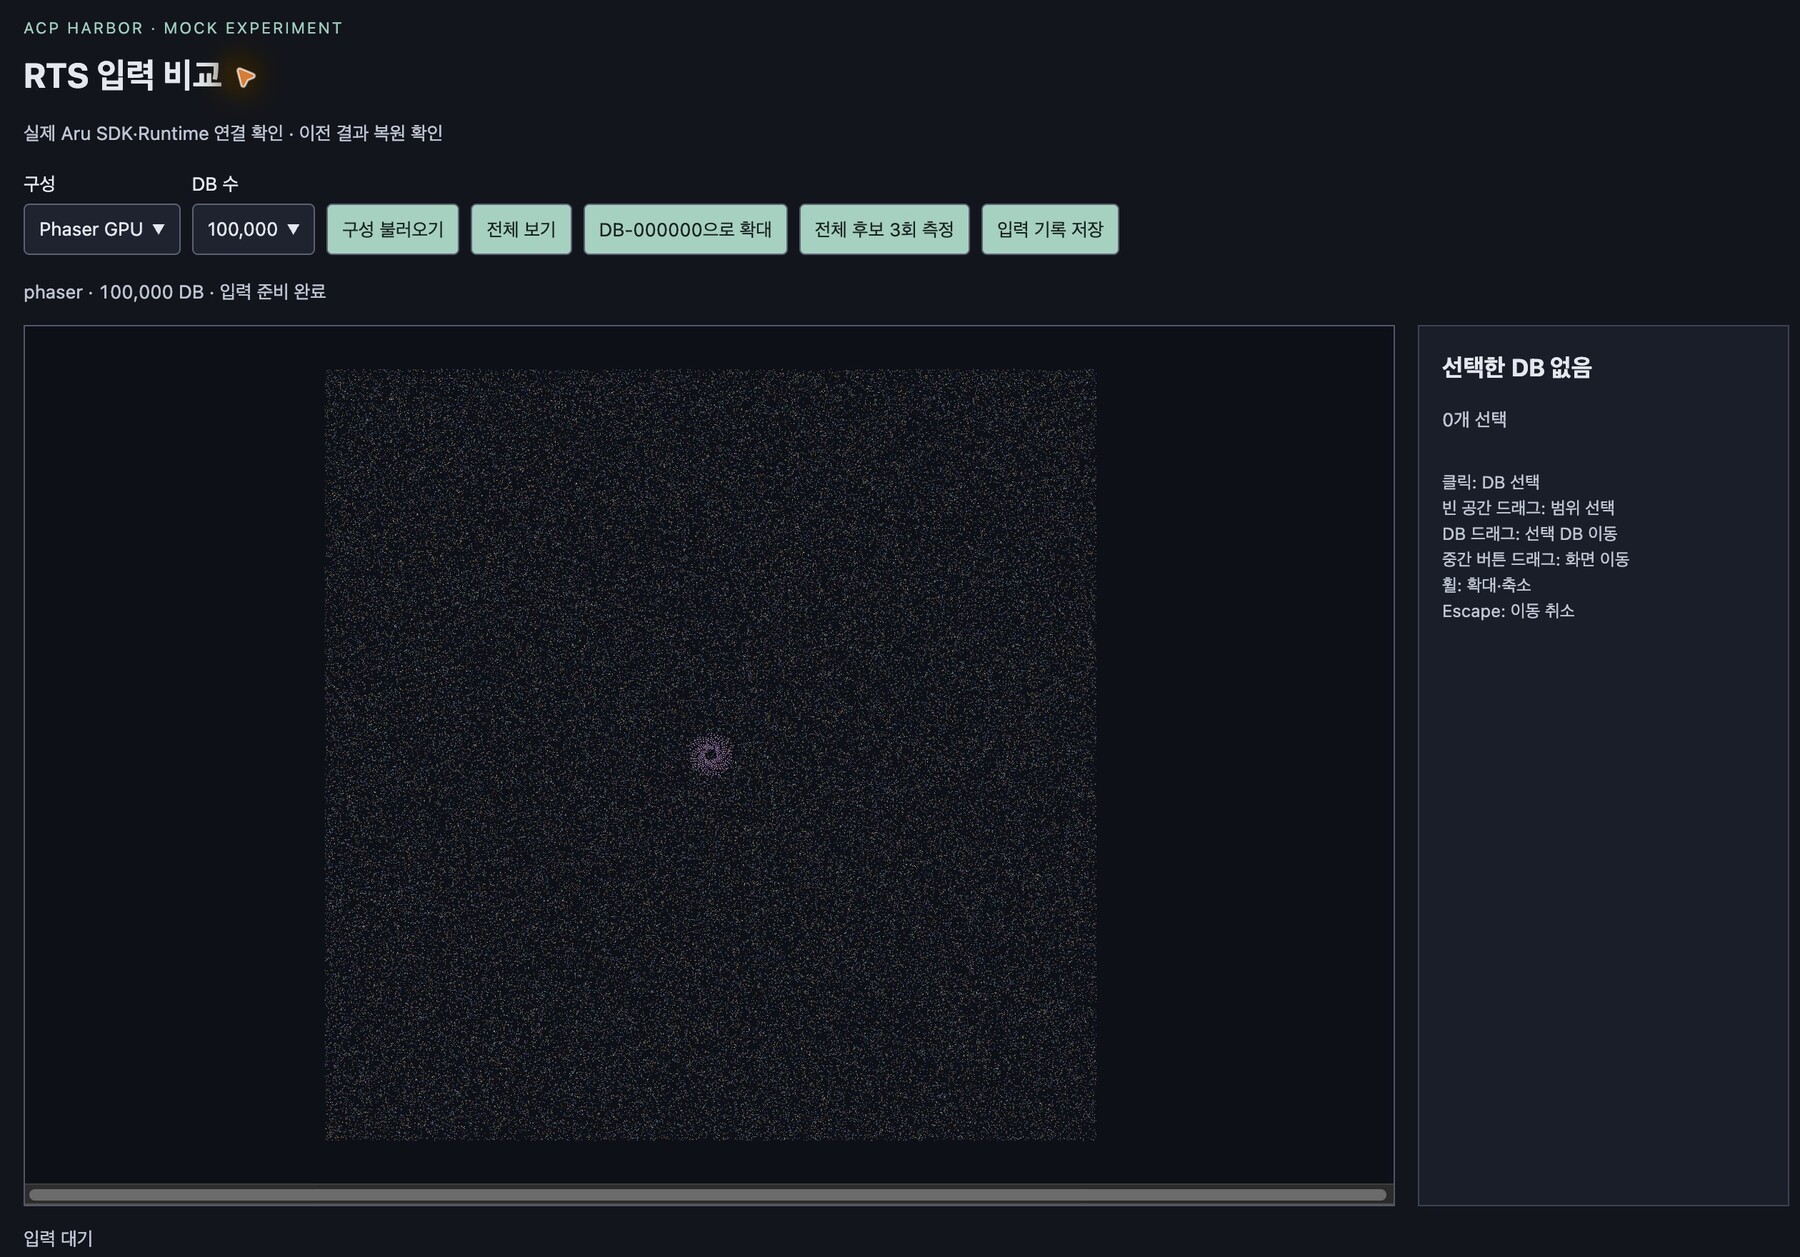 ACP HARBOR · MOCK EXPERIMENT
RTS 입력 비교
실제 Aru SDK·Runtime 연결 확인 · 이전 결과 복원 확인
구성 DB 수
Phaser GPU ▼ 100,000 ▼ 구성 불러오기 전체 보기 DB-000000으로 확대 전체 후보 3회 측정 입력 기록 저장
phaser · 100,000 DB · 입력 준비 완료
선택한 DB 없음
0개 선택
클릭: DB 선택
빈 공간 드래그: 범위 선택
DB 드래그: 선택 DB 이동
중간 버튼 드래그: 화면 이동
휠: 확대·축소
Escape: 이동 취소
입력 대기